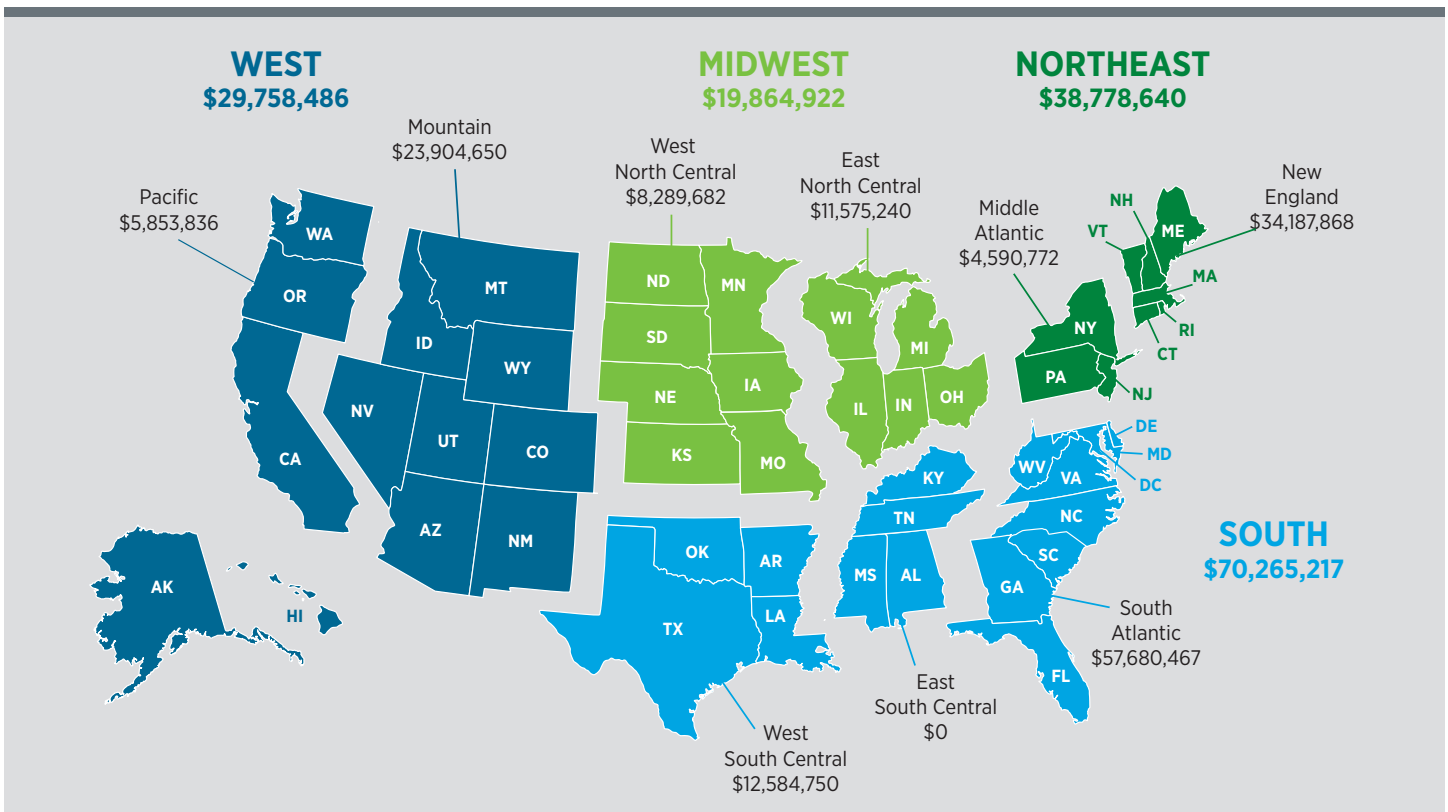 WEST
$29,758,486
MIDWEST
$19,864,922
NORTHEAST
$38,778,640
Mountain
$23,904,650
Pacific
$5,853,836
West
North Central
$8,289,682
East
North Central
$11,575,240
Middle
Atlantic
$4,590,772
New
England
$34,187,868
WA
OR
CA
AK
HI
MT
ID
WY
NV
UT
CO
AZ
NM
ND
MN
SD
IA
NE
KS
MO
WI
MI
IL
IN
OH
NH
VT
ME
MA
RI
CT
NY
PA
NJ
DE
MD
DC
WV
VA
KY
TN
NC
SC
GA
MS
AL
FL
OK
AR
TX
LA
SOUTH
$70,265,217
South
Atlantic
$57,680,467
East
South Central
$0
West
South Central
$12,584,750